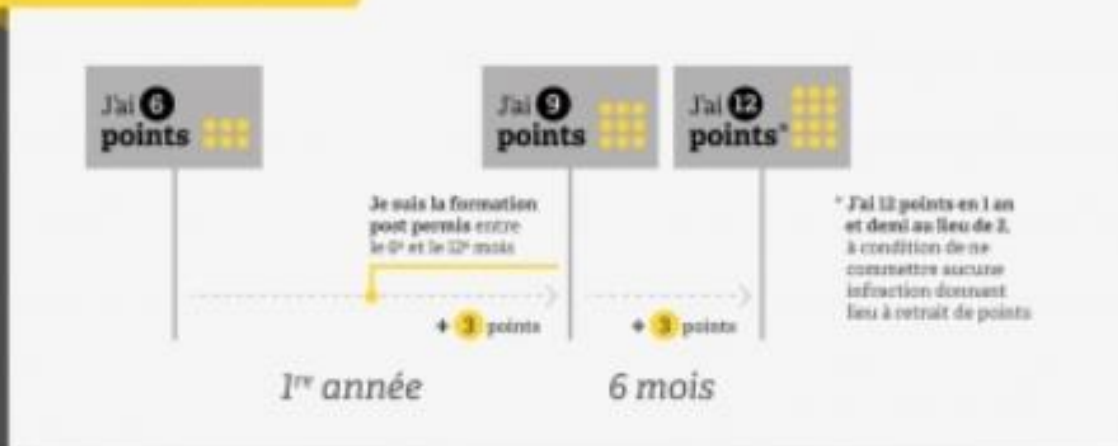 J'ai 6
points
J'ai 9
points
J'ai 12
points*
Je suis la formation
post permis entre
le 6e et le 12e mois
+ 3 points
+ 3 points
* J'ai 12 points en 1 an
et demi au lieu de 2,
à condition de ne
commettre aucune
infraction donnant
lieu à retrait de points
1re année
6 mois